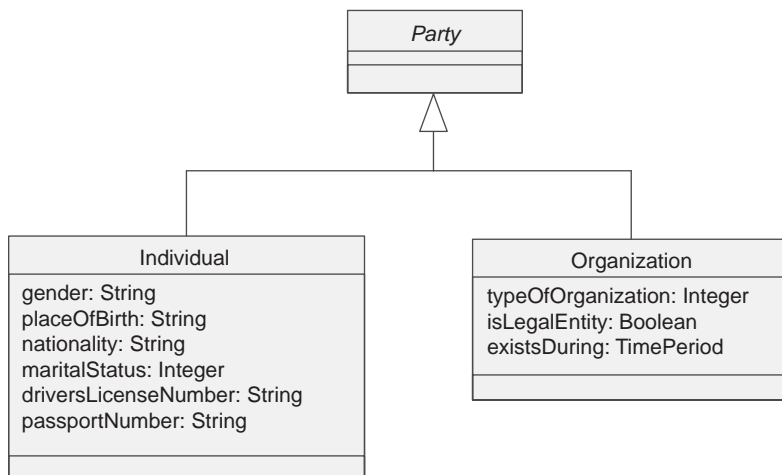 Party
Individual
gender: String
placeOfBirth: String
nationality: String
maritalStatus: Integer
driversLicenseNumber: String
passportNumber: String
Organization
typeOfOrganization: Integer
isLegalEntity: Boolean
existsDuring: TimePeriod